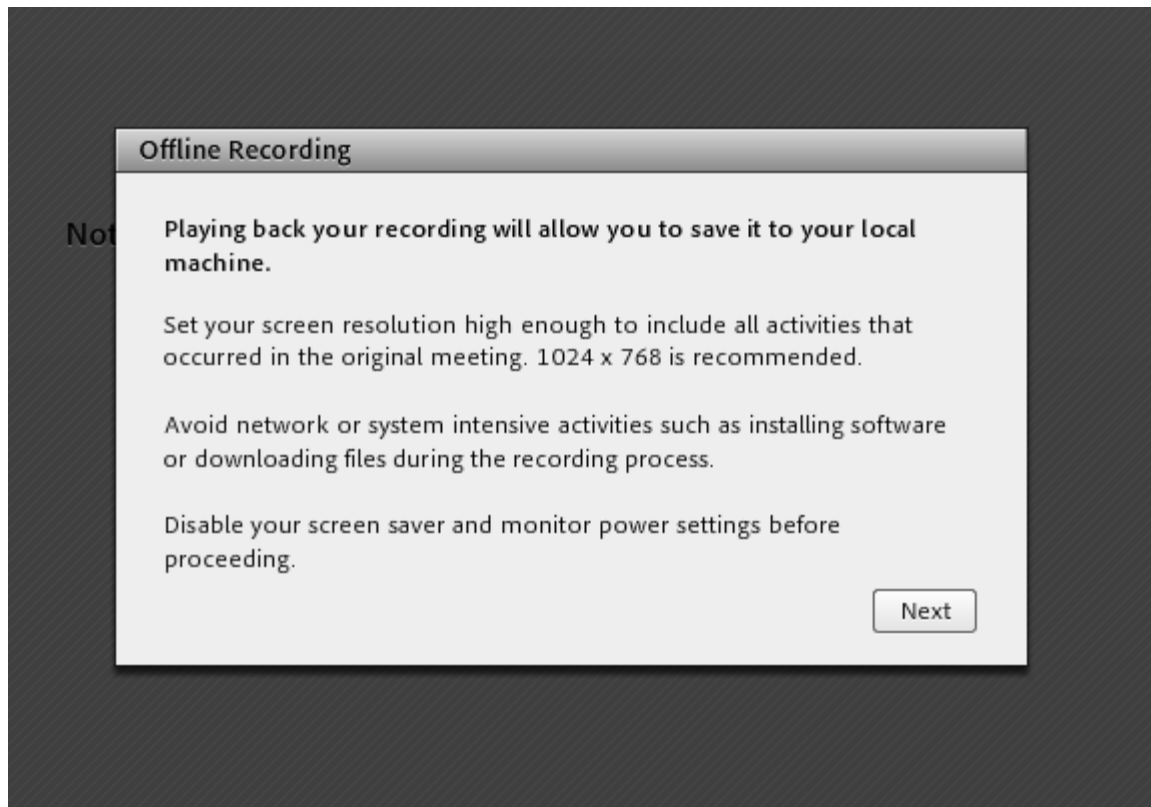 Offline Recording
Not
Playing back your recording will allow you to save it to your local
machine.
Set your screen resolution high enough to include all activities that
occurred in the original meeting. 1024 x 768 is recommended.
Avoid network or system intensive activities such as installing software
or downloading files during the recording process.
Disable your screen saver and monitor power settings before
proceeding.
Next